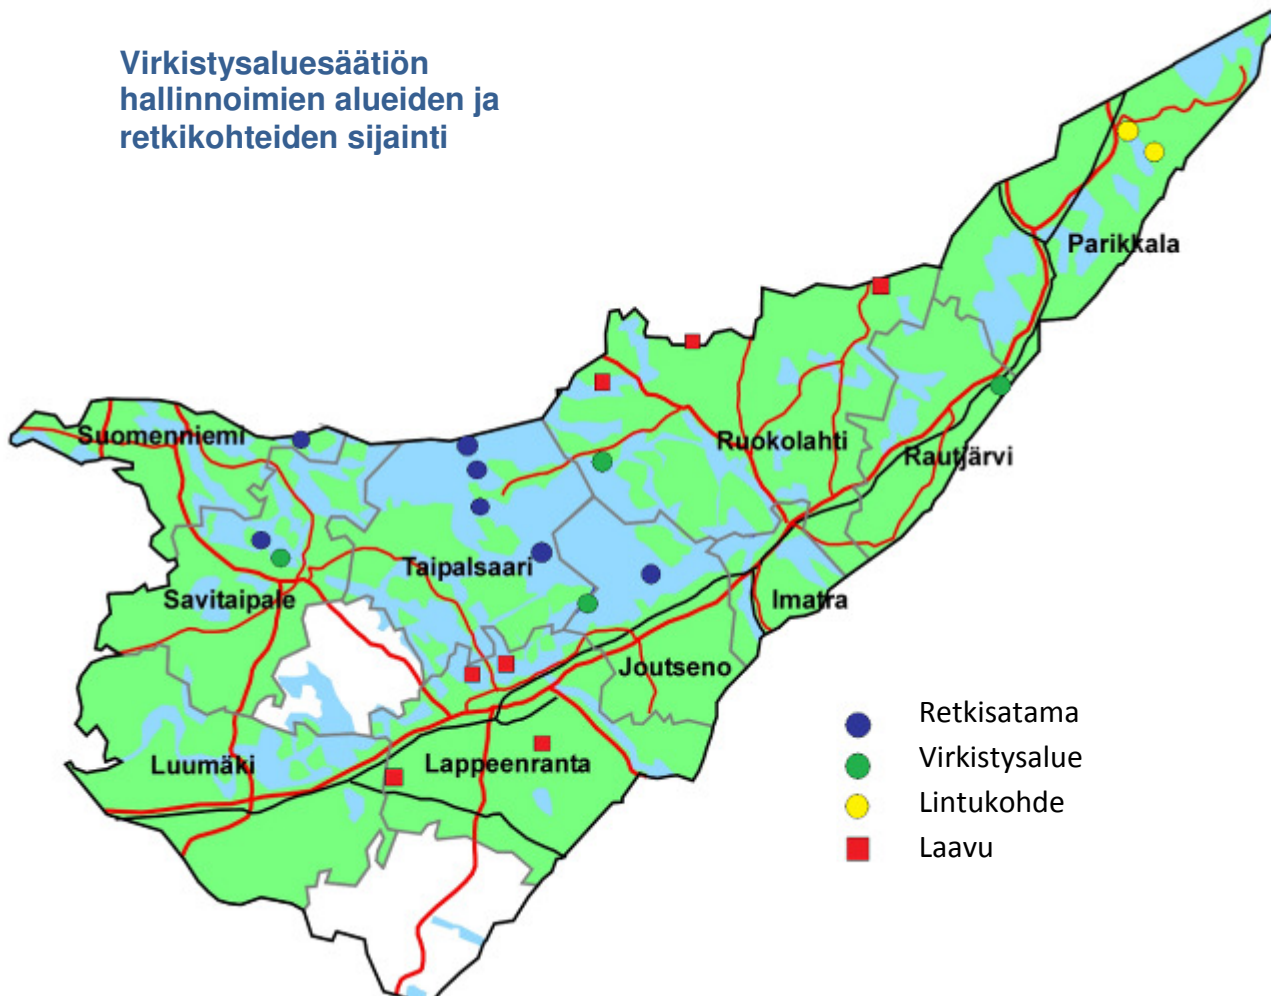 Virkistysaluesäätiön
hallinnoimien alueiden ja
retkikohteiden sijainti
Parikkala
Suomenniemi
Ruokolahti
Rautjärvi
Taipalsaari
Savitaipale
Imatra
Joutseno
Luumäki
Lappeenranta
Retkisatama
Virkistysalue
Lintukohde
Laavu